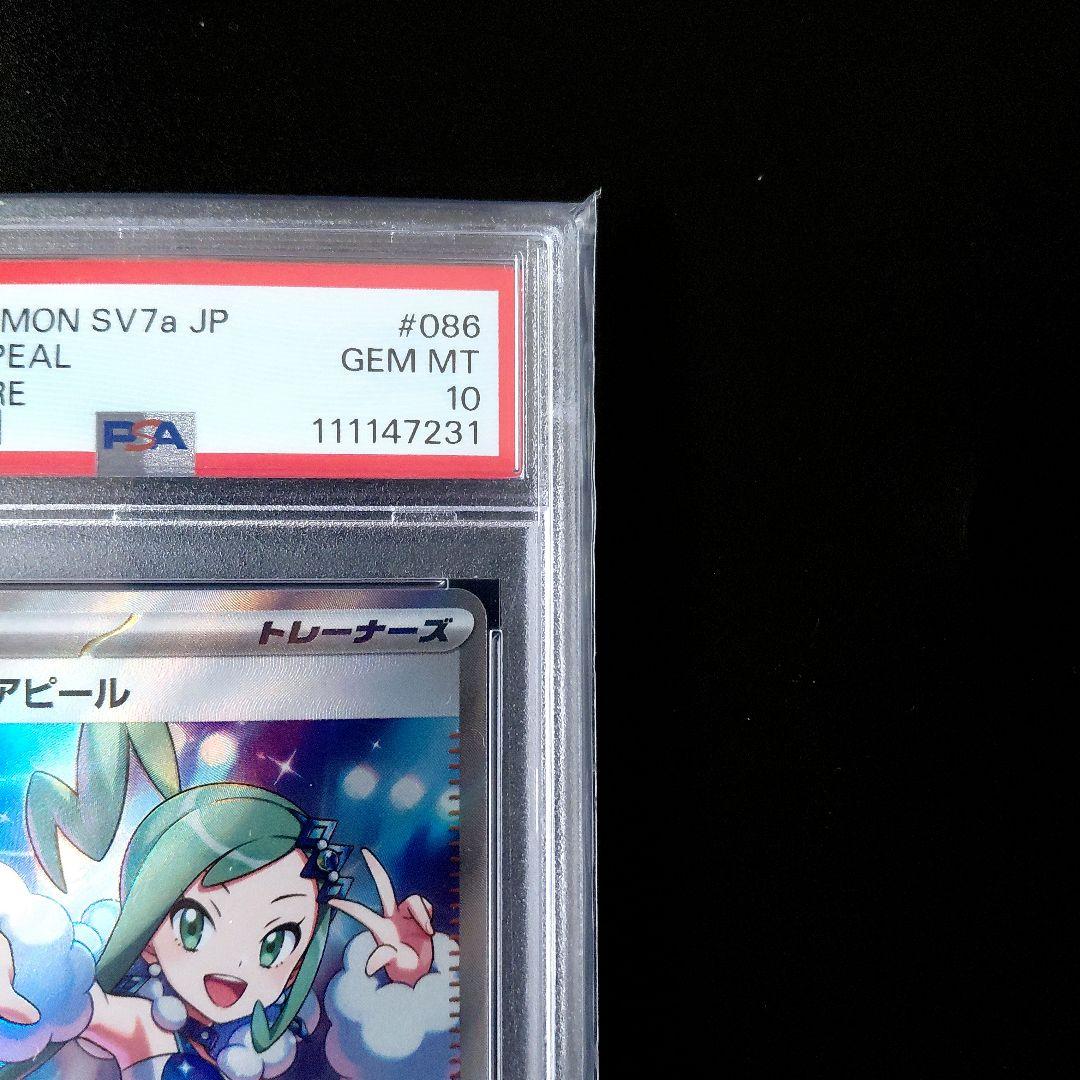 MON SV7a JP
#086
PEAL
GEM MT
RE
10
PSA
111147231
トレーナーズ
アピール